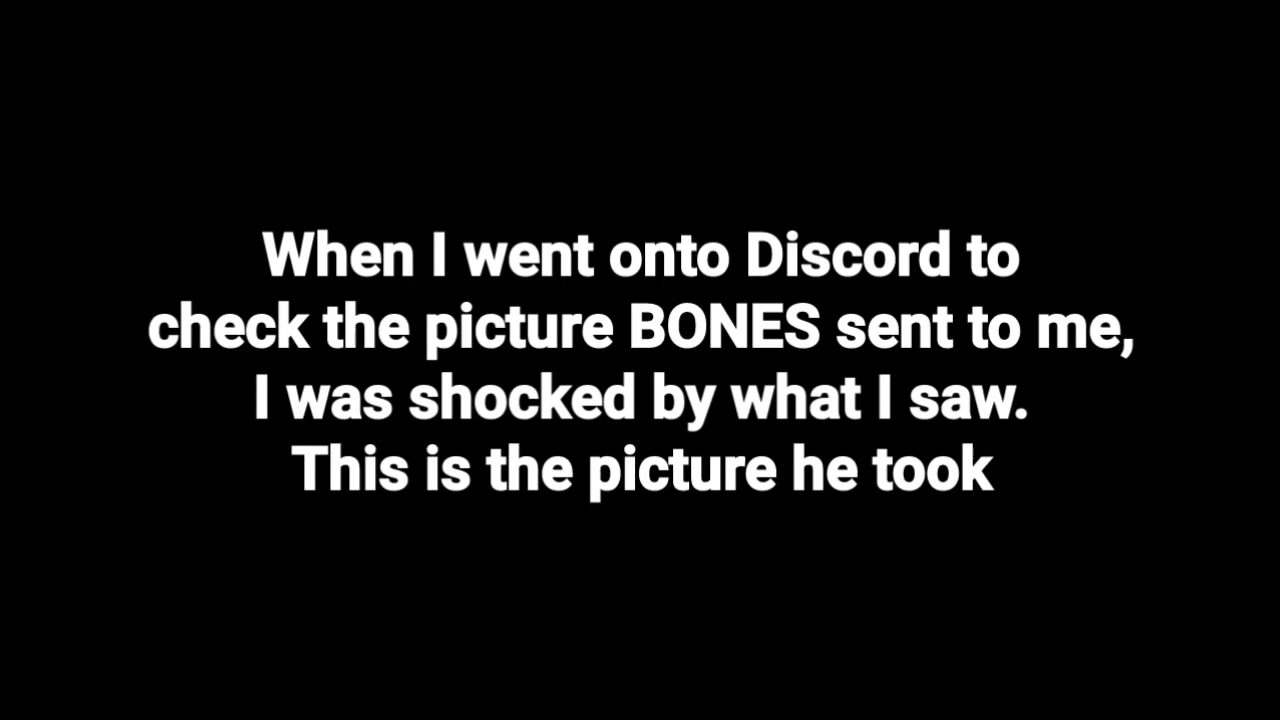 When I went onto Discord to
check the picture BONES sent to me,
I was shocked by what I saw.
This is the picture he took